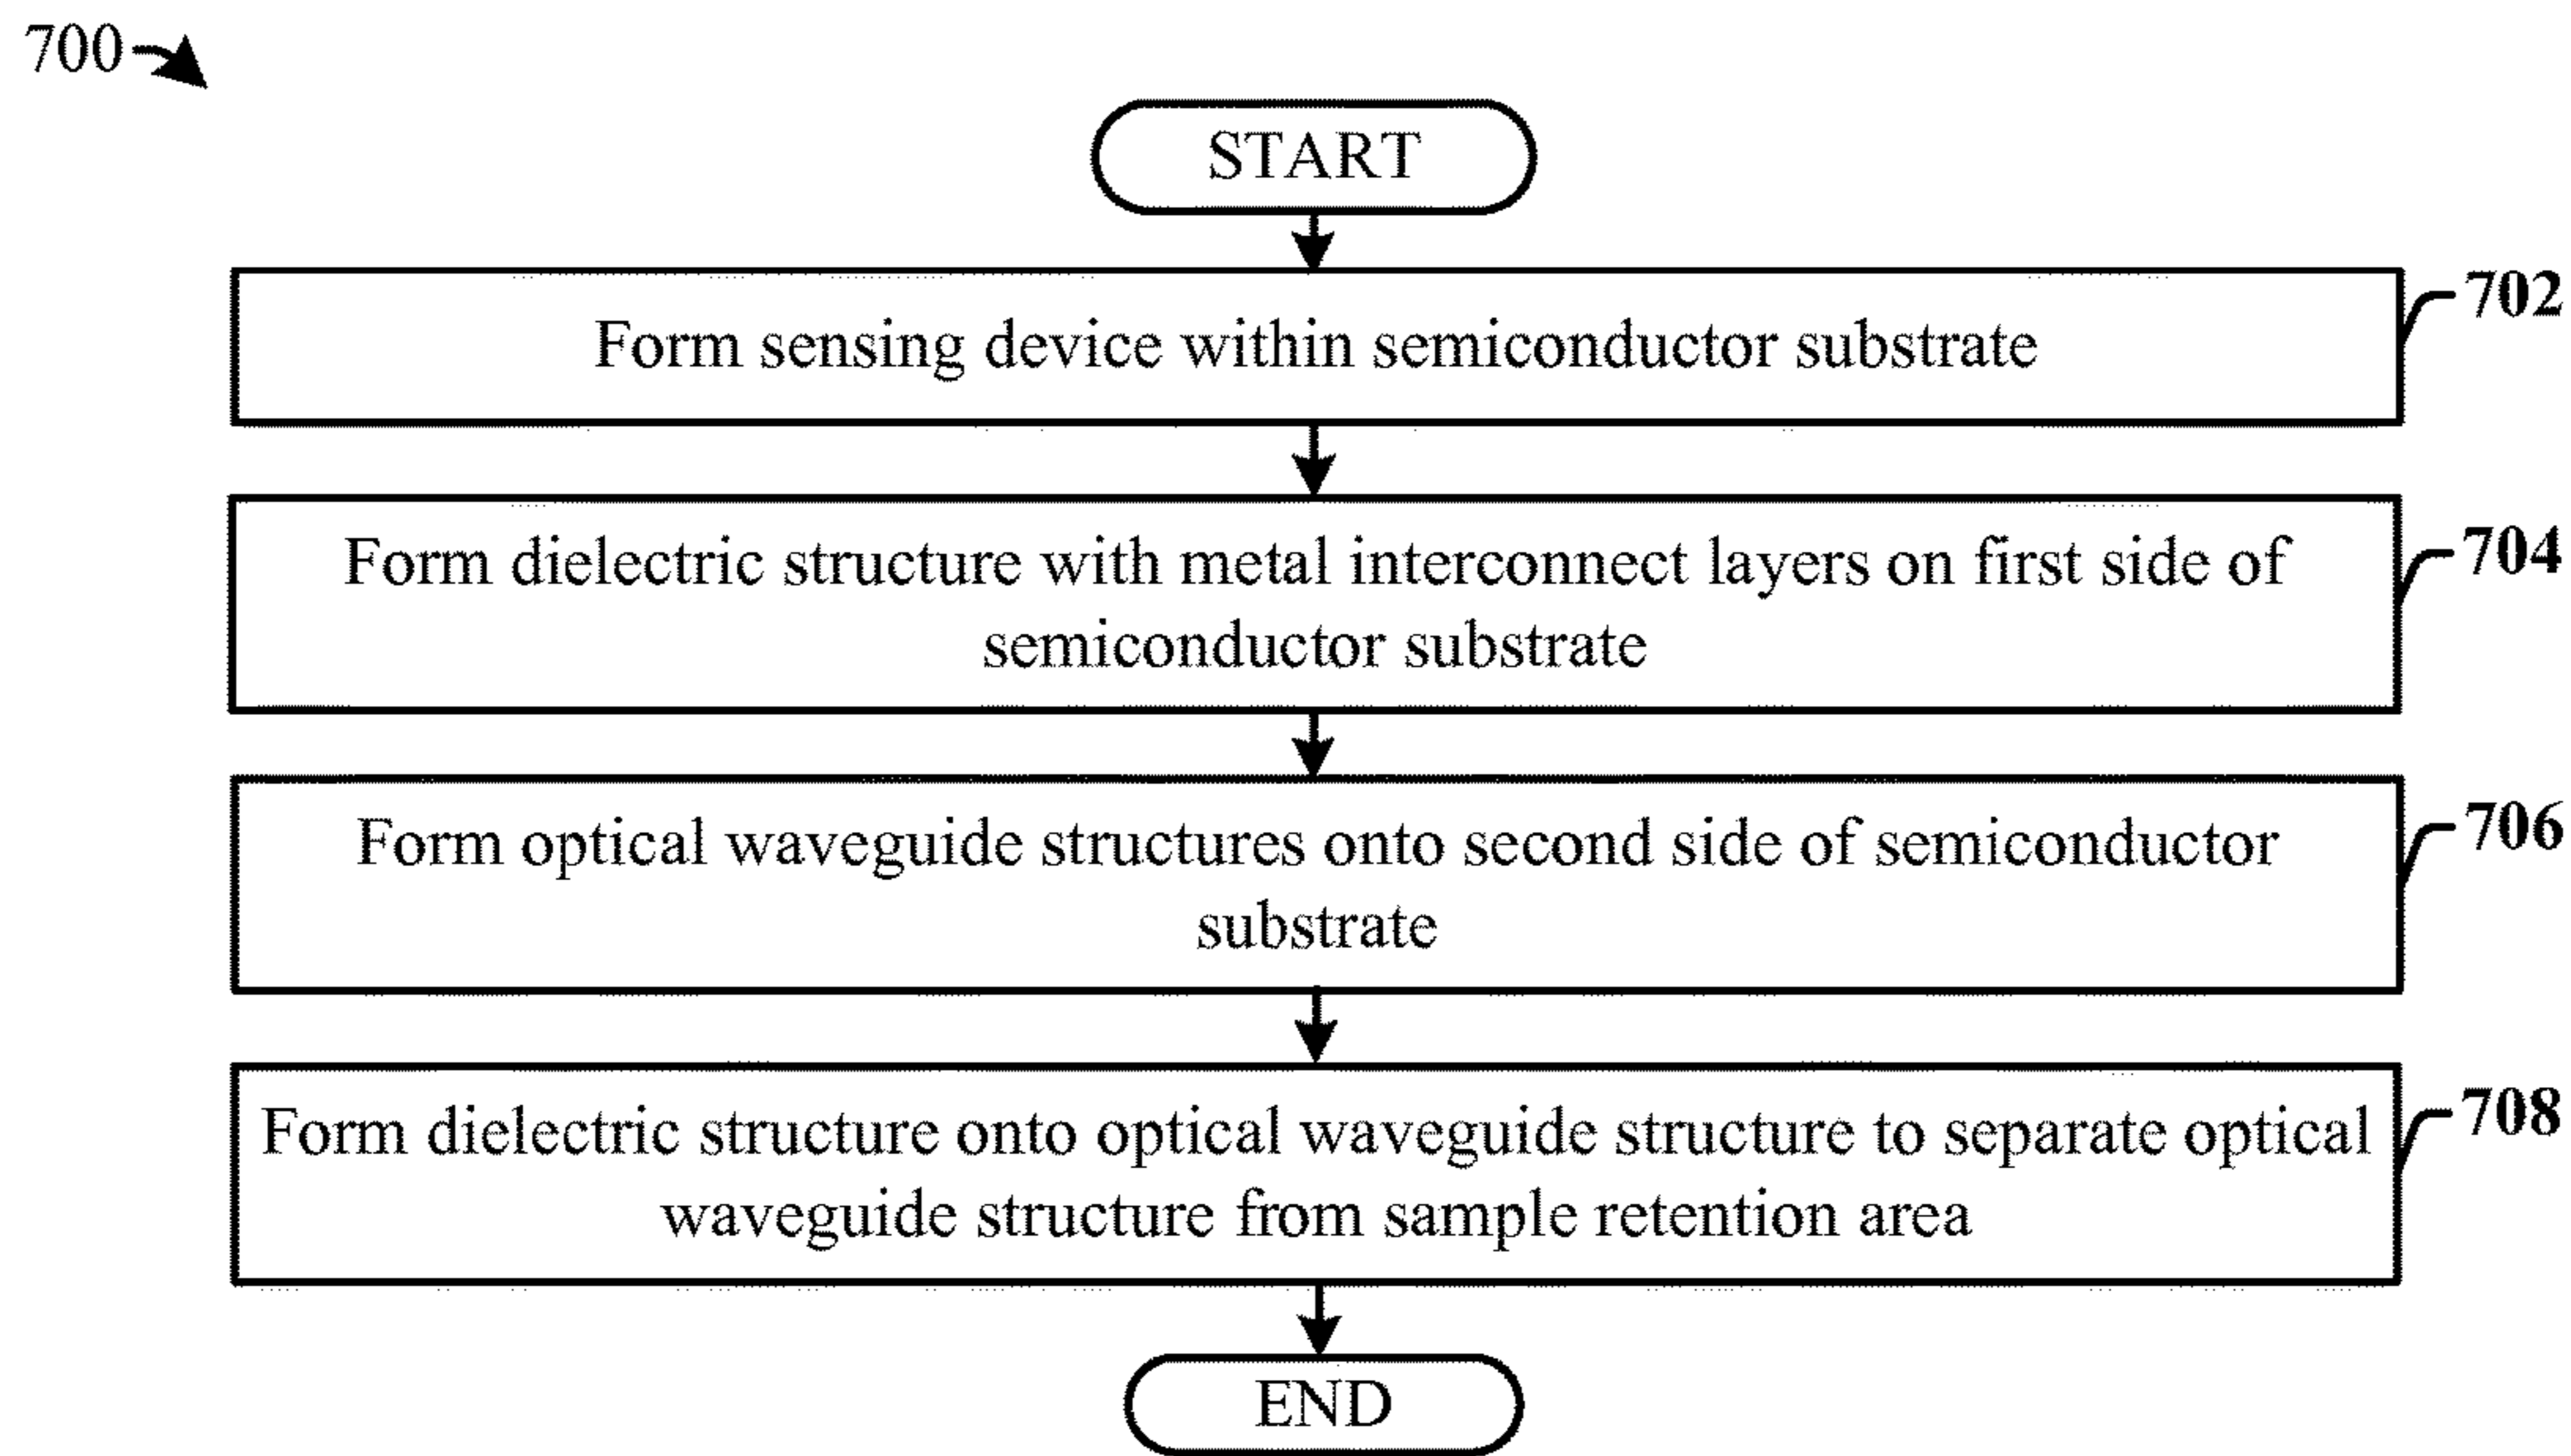 700
START
Form sensing device within semiconductor substrate
702
Form dielectric structure with metal interconnect layers on first side of
semiconductor substrate
704
Form optical waveguide structures onto second side of semiconductor
substrate
706
Form dielectric structure onto optical waveguide structure to separate optical
waveguide structure from sample retention area
708
END